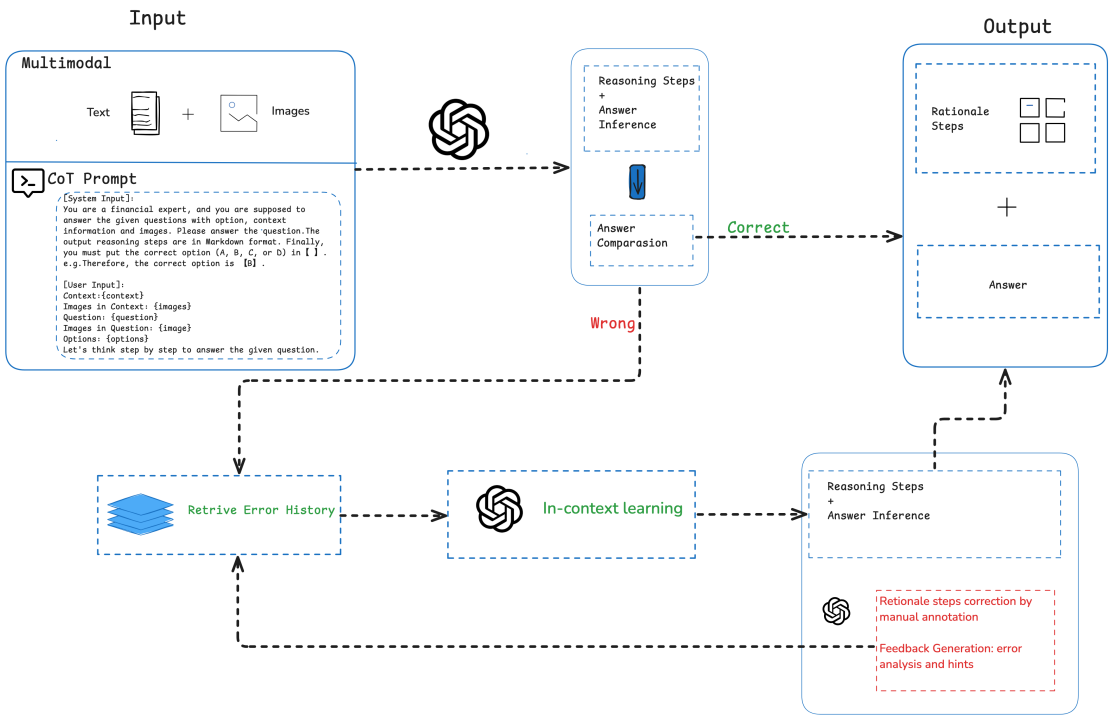 Input
Multimodal
Text
+
Images
CoT Prompt
[System Input]:
You are a financial expert, and you are supposed to
answer the given questions with option, context
information and images. Please answer the question.The
output reasoning steps are in Markdown format. Finally,
you must put the correct option (A, B, C, or D) in【 】.
e.g.Therefore, the correct option is 【B】.
[User Input]:
Context:{context}
Images in Context: {images}
Question: {question}
Images in Question: {image}
Options: {options}
Let's think step by step to answer the given question.
Reasoning Steps
+
Answer
Inference
Answer
Comparasion
Correct
Wrong
Output
Rationale
Steps
+
Answer
Retrive Error History
In-context learning
Reasoning Steps
+
Answer Inference
Retionale steps correction by
manual annotation
Feedback Generation: error
analysis and hints